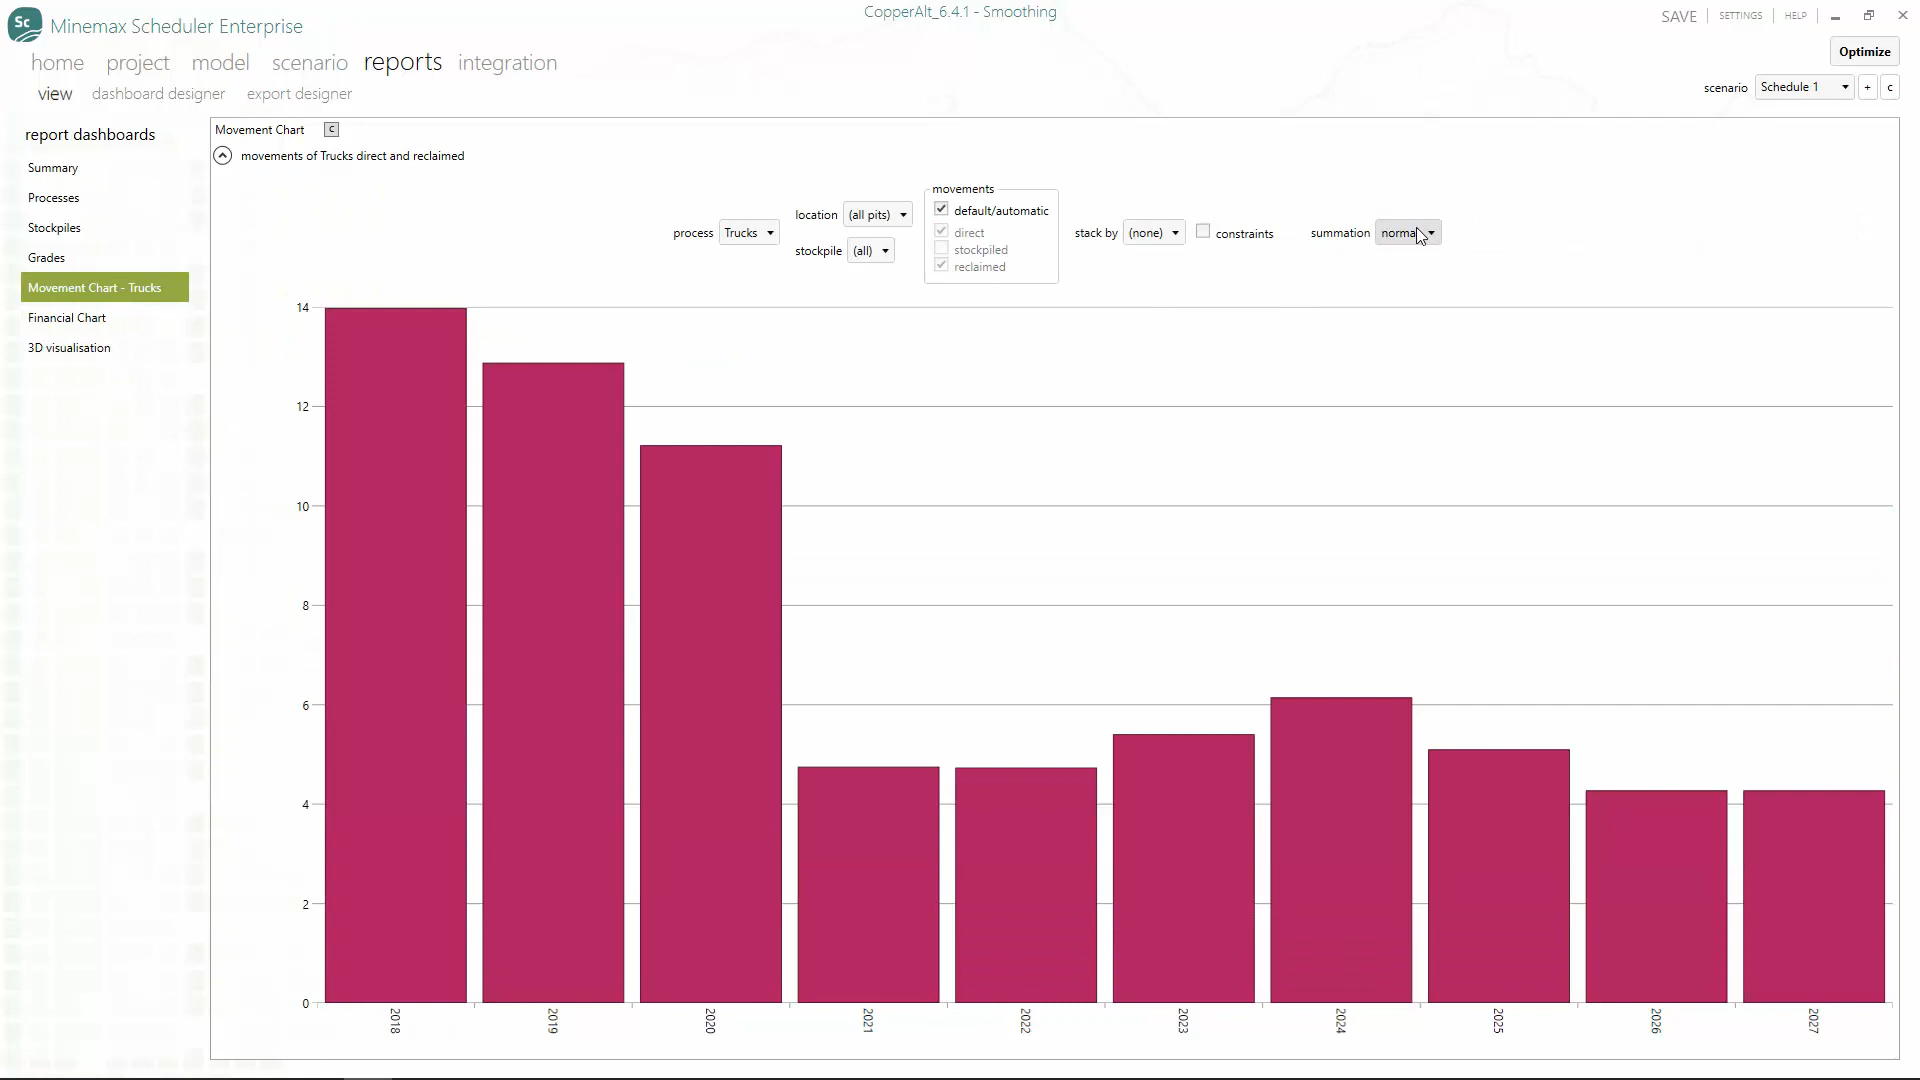 CopperAlt_6.4.1 - Smoothing
SAVE SETTINGS HELP
Sc Minemax Scheduler Enterprise
home project model scenario reports integration
Optimize
view dashboard designer export designer
scenario Schedule 1 + c
report dashboards
Summary
Processes
Stockpiles
Grades
Movement Chart - Trucks
Financial Chart
3D visualisation
Movement Chart c
movements of Trucks direct and reclaimed
process Trucks
location (all pits)
stockpile (all)
movements
default/automatic
direct
stockpiled
reclaimed
stack by (none)
constraints
summation norma
14
12
10
8
6
4
2
0
2018 2019 2020 2021 2022 2023 2024 2025 2026 2027